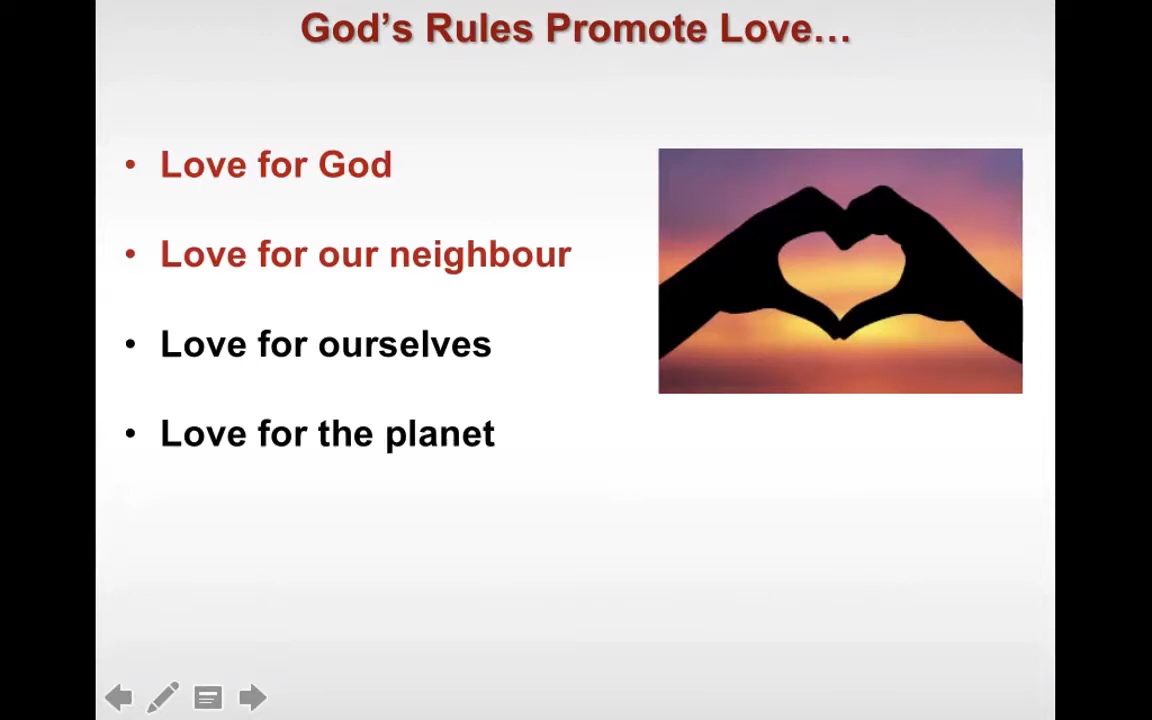 God’s Rules Promote Love…
• Love for God
• Love for our neighbour
• Love for ourselves
• Love for the planet